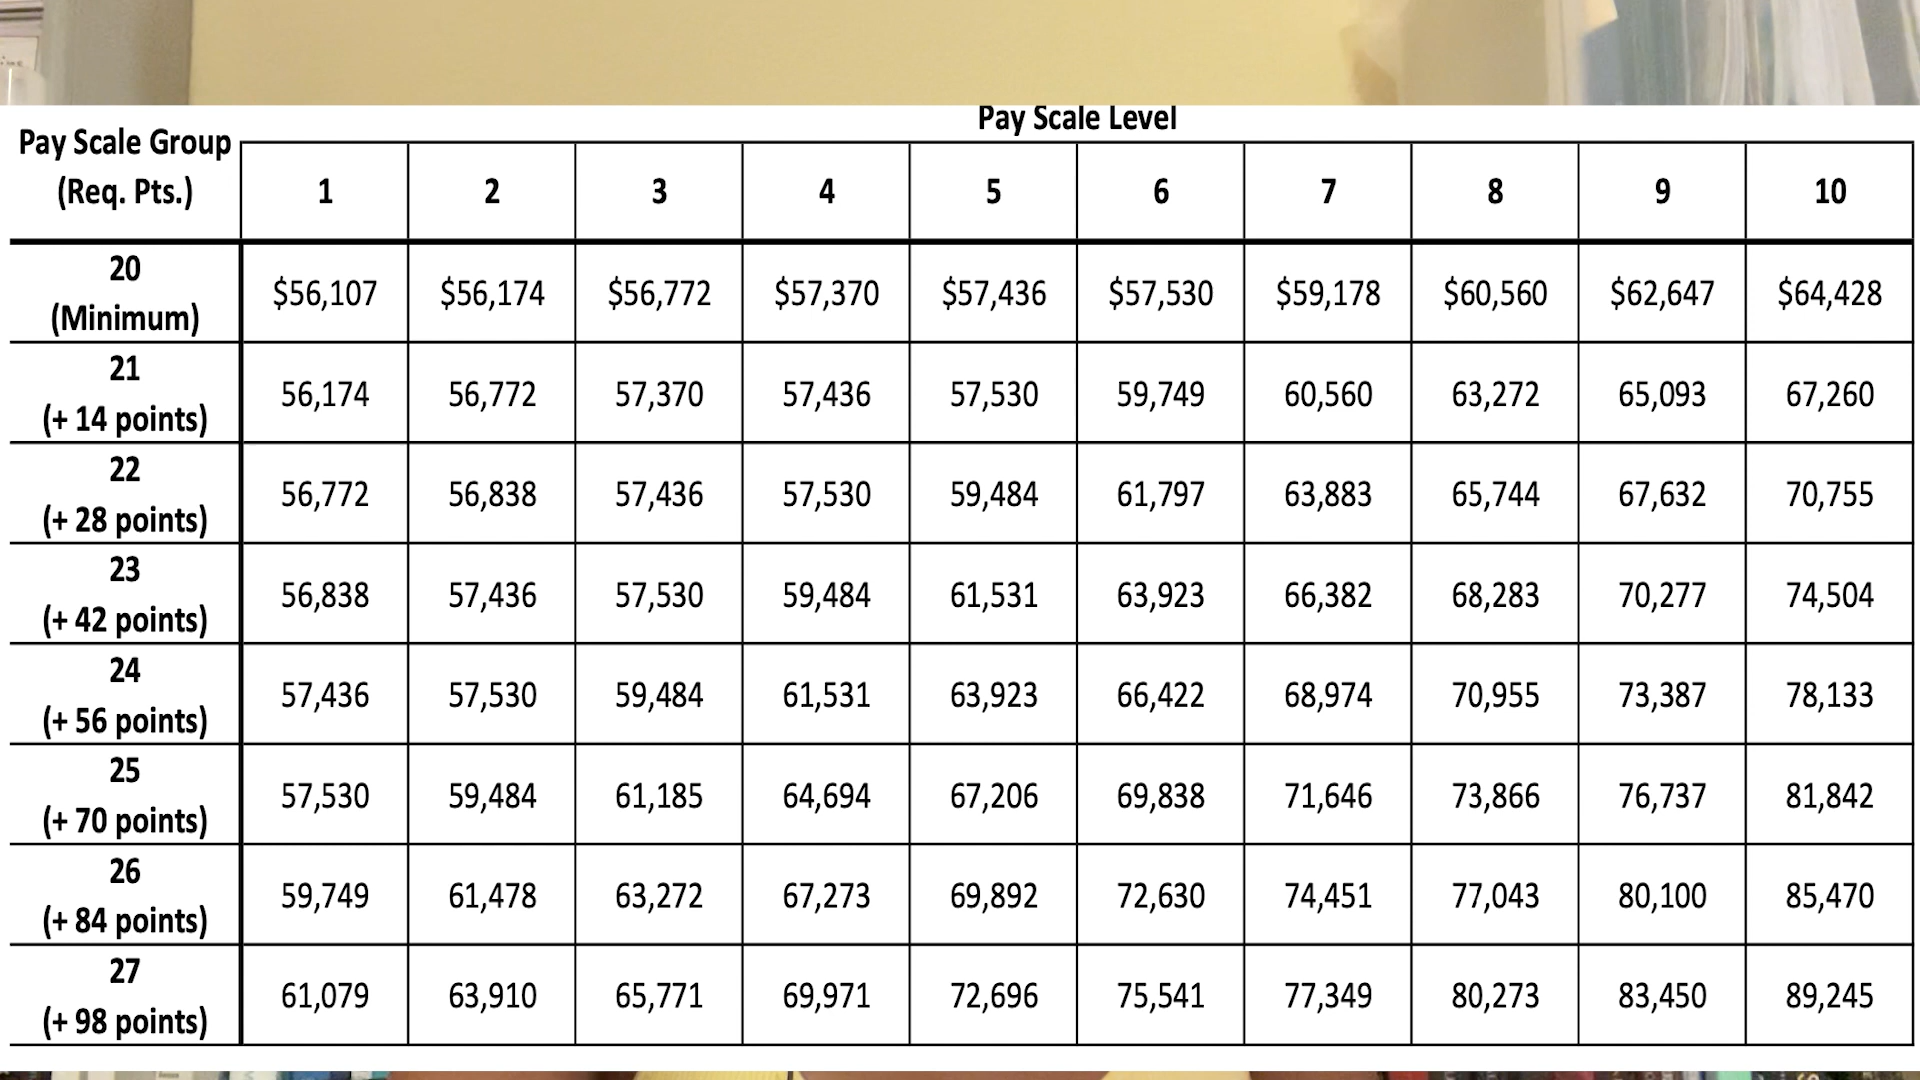 Pay Scale Level
Pay Scale Group
(Req. Pts.)
1 2 3 4 5 6 7 8 9 10
20
(Minimum)
$56,107 $56,174 $56,772 $57,370 $57,436 $57,530 $59,178 $60,560 $62,647 $64,428
21
(+ 14 points)
56,174 56,772 57,370 57,436 57,530 59,749 60,560 63,272 65,093 67,260
22
(+ 28 points)
56,772 56,838 57,436 57,530 59,484 61,797 63,883 65,744 67,632 70,755
23
(+ 42 points)
56,838 57,436 57,530 59,484 61,531 63,923 66,382 68,283 70,277 74,504
24
(+ 56 points)
57,436 57,530 59,484 61,531 63,923 66,422 68,974 70,955 73,387 78,133
25
(+ 70 points)
57,530 59,484 61,185 64,694 67,206 69,838 71,646 73,866 76,737 81,842
26
(+ 84 points)
59,749 61,478 63,272 67,273 69,892 72,630 74,451 77,043 80,100 85,470
27
(+ 98 points)
61,079 63,910 65,771 69,971 72,696 75,541 77,349 80,273 83,450 89,245